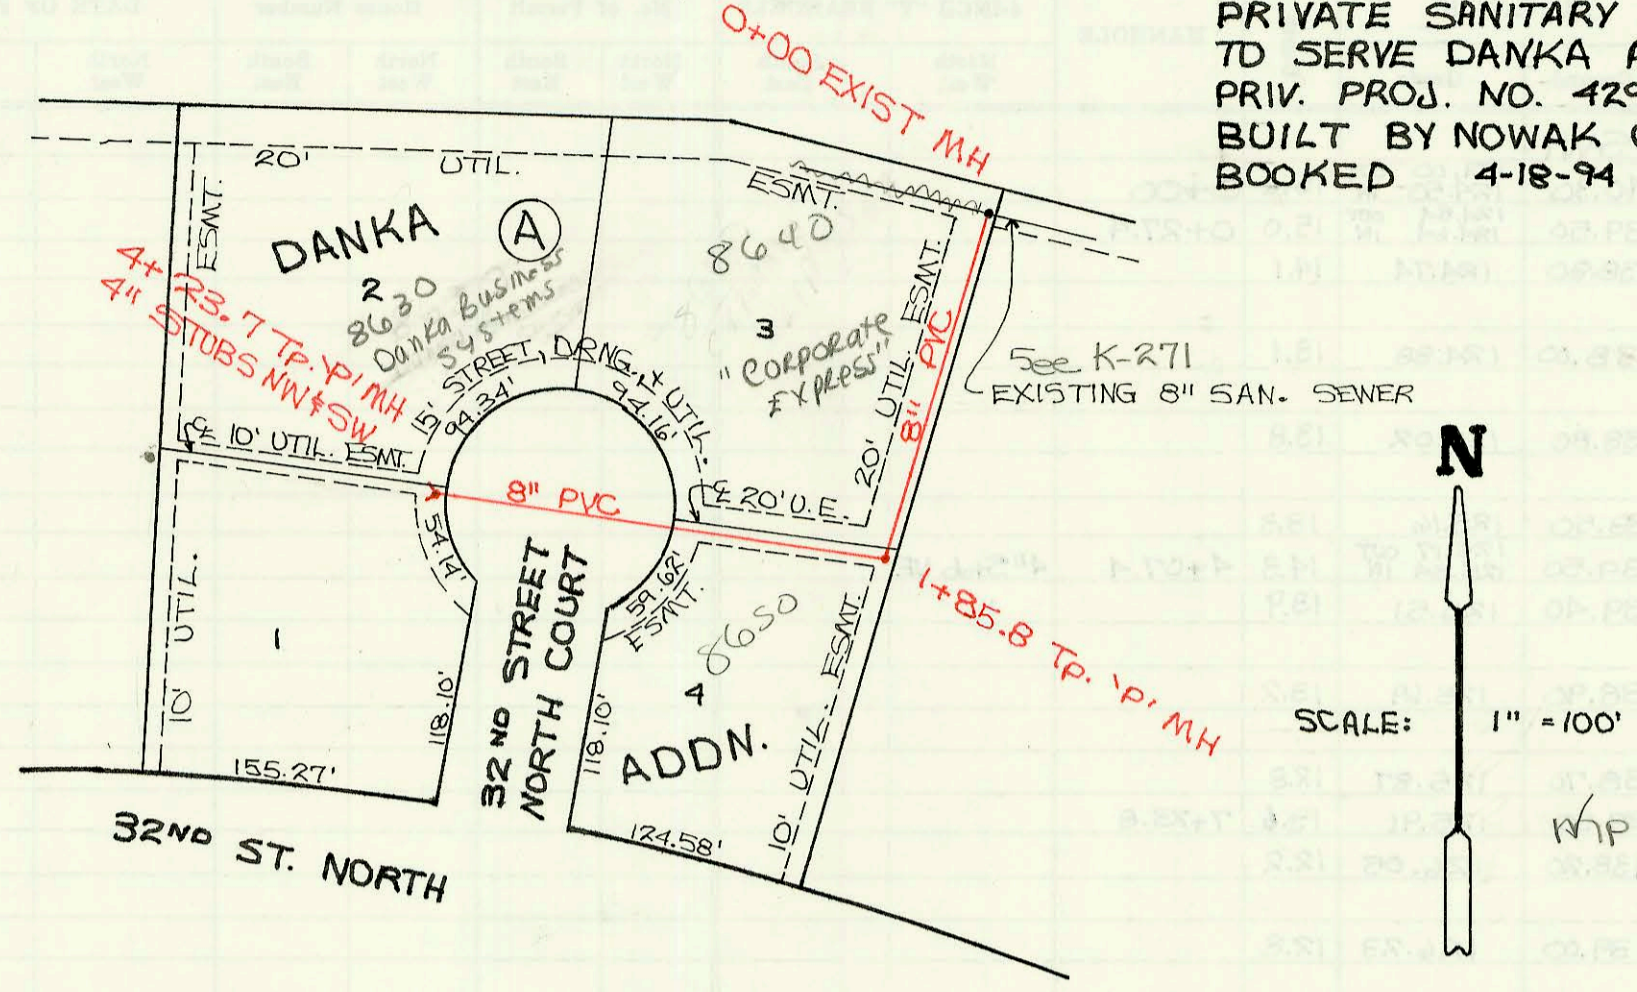 PRIVATE SANITARY
TO SERVE DANKA
PRIV. PROJ. NO. 429
BUILT BY NOWAK
BOOKED 4-18-94
0+00 EXIST MH
20' UTIL.
ESMT.
ESMT.
DANKA
A
8640
2
8630
Danka Business
Systems
4+23.7 Tp. 'P' MH
4" STUBS NW & SW
3
"Corporate
Express"
20' UTIL. ESMT.
8" PVC
See K-271
EXISTING 8" SAN. SEWER
15' STREET, DRNG. & UTIL.
94.34'
94.16'
℄ 10' UTIL. ESMT.
8" PVC
℄ 20' U.E.
N
54.14'
59.62'
ESMT.
1+85.8 Tp. 'P' MH
10' UTIL.
1
8650
4
ADDN.
10' UTIL. ESMT.
118.10'
32ND STREET
NORTH COURT
118.10'
SCALE: 1" = 100'
155.27'
124.58'
32ND ST. NORTH